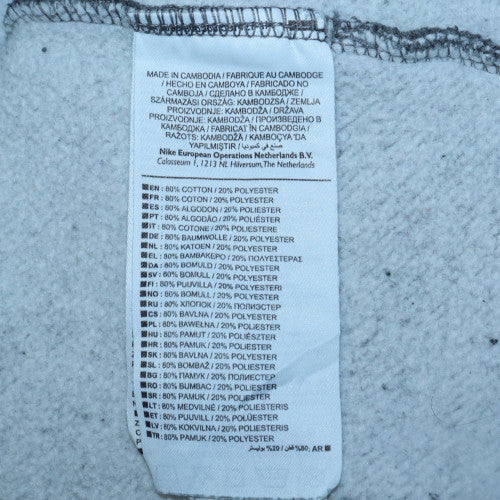 MADE IN CAMBODIA / FABRIQUE AU CAMBODGE
/ HECHO EN CAMBOYA / FABRICADO NO
CAMBOJA / СДЕЛАНО В КАМБОДЖЕ /
SZÁRMAZÁSI ORSZÁG: KAMBODZSA / ZEMLJA
PROIZVODNJE: KAMBODŽA / DRŽAVA
PROIZVODNJE: KAMBODŽA / ПРОИЗВЕДЕНО В
КАМБОДЖА / FABRICAT ÎN CAMBODGIA /
RAŽOTS: KAMBODŽĀ / KAMBOÇYA 'DA
YAPILMIŞTIR / صنع في كمبوديا
Nike European Operations Netherlands B.V.
Colosseum 1, 1213 NL Hilversum, The Netherlands
EN: 80% COTTON / 20% POLYESTER
FR: 80% COTON / 20% POLYESTER
ES: 80% ALGODON / 20% POLIESTER
PT: 80% ALGODÃO / 20% POLIÉSTER
IT: 80% COTONE / 20% POLIESTERE
DE: 80% BAUMWOLLE / 20% POLYESTER
NL: 80% KATOEN / 20% POLYESTER
EL: 80% ΒΑΜΒΑΚΕΡΟ / 20% ΠΟΛΥΕΣΤΕΡΑΣ
DA: 80% BOMULD / 20% POLYESTER
SV: 80% BOMULL / 20% POLYESTER
FI: 80% PUUVILLA / 20% POLYESTERI
NO: 80% BOMULL / 20% POLYESTER
RU: 80% ХЛОПОК / 20% ПОЛИЭСТЕР
CS: 80% BAVLNA / 20% POLYESTER
PL: 80% BAWEŁNA / 20% POLIESTER
HU: 80% PAMUT / 20% POLIÉSZTER
HR: 80% PAMUK / 20% POLIESTER
SK: 80% BAVLNA / 20% POLYESTER
SL: 80% BOMBAŽ / 20% POLIESTER
BG: 80% ПАМУК / 20% ПОЛИЕСТЕР
RO: 80% BUMBAC / 20% POLIESTER
SR: 80% PAMUK / 20% POLIESTER
LT: 80% MEDVILNĖ / 20% POLIESTERIS
ET: 80% PUUVILL / 20% POLÜESTER
LV: 80% KOKVILNA / 20% POLIESTERIS
TR: 80% PAMUK / 20% POLYESTER
AR: 80% قطن / 20% بوليستر